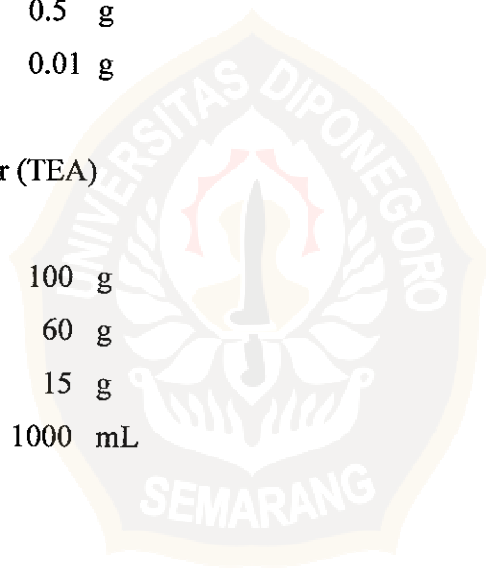 0.5 g
0.01 g
r (TEA)
100 g
60 g
15 g
1000 mL
UNIVERSITAS DIPONEGORO
SEMARANG